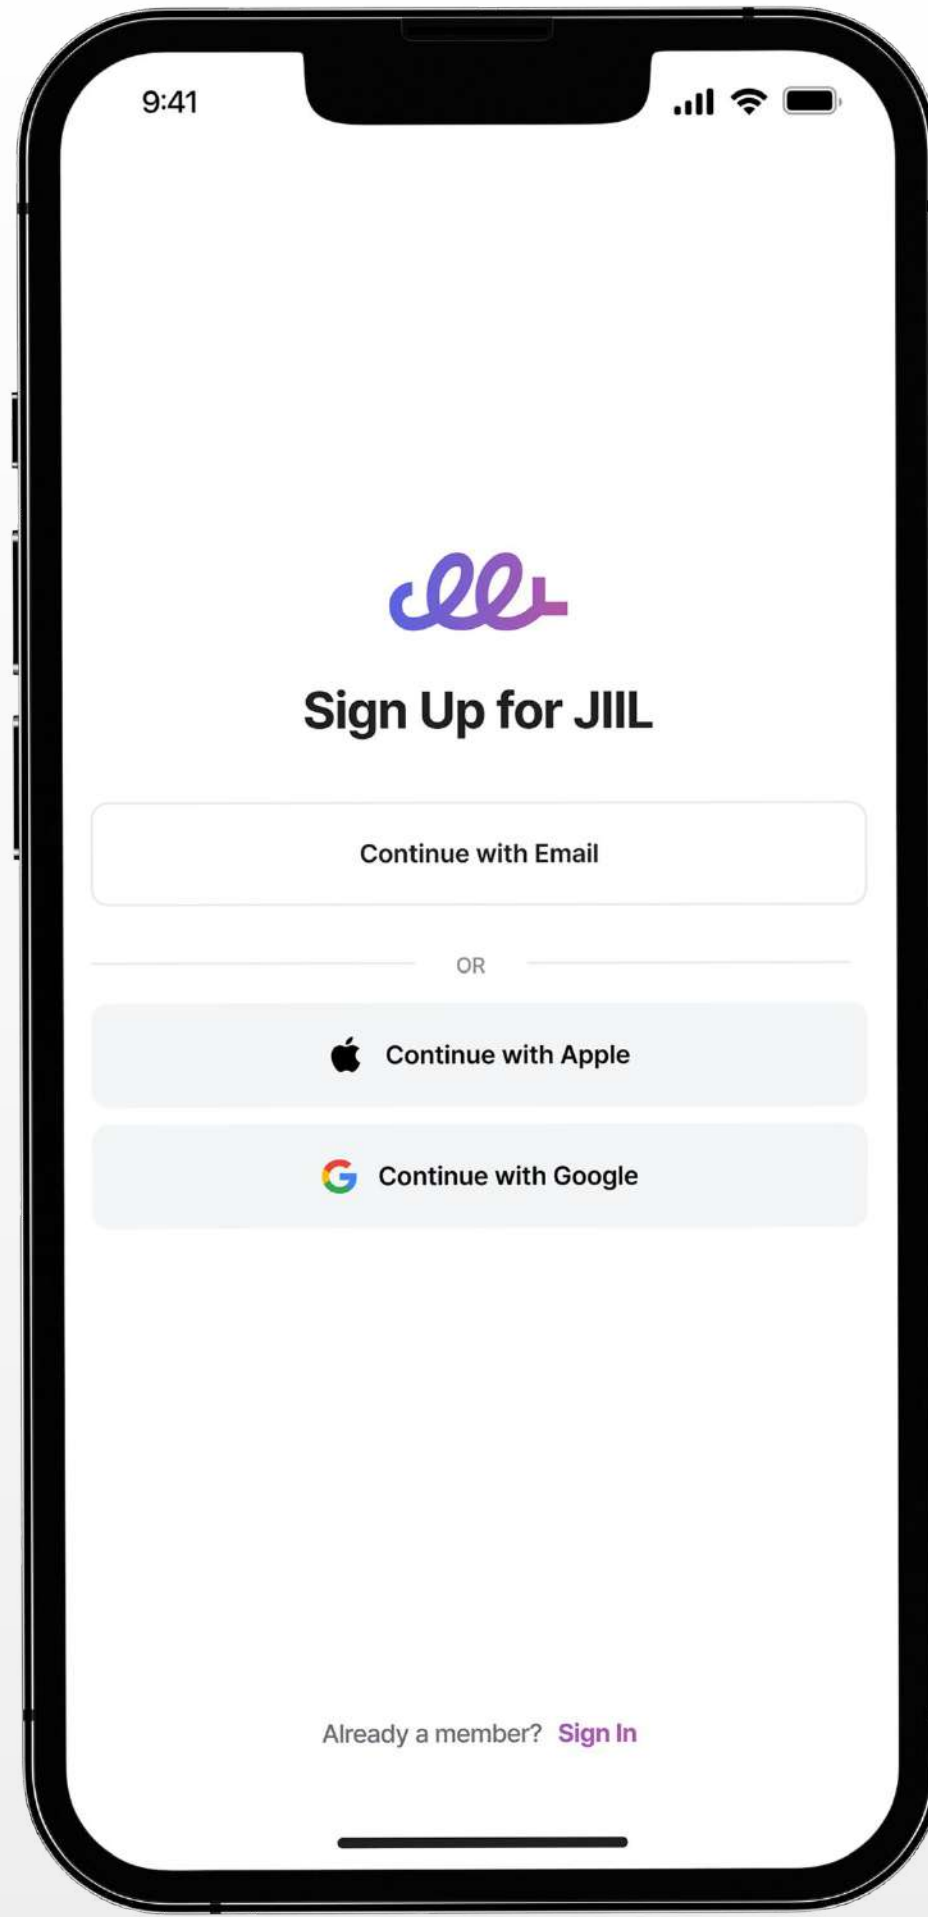 9:41
Sign Up for JIIL
Continue with Email
OR
Continue with Apple
Continue with Google
Already a member? Sign In